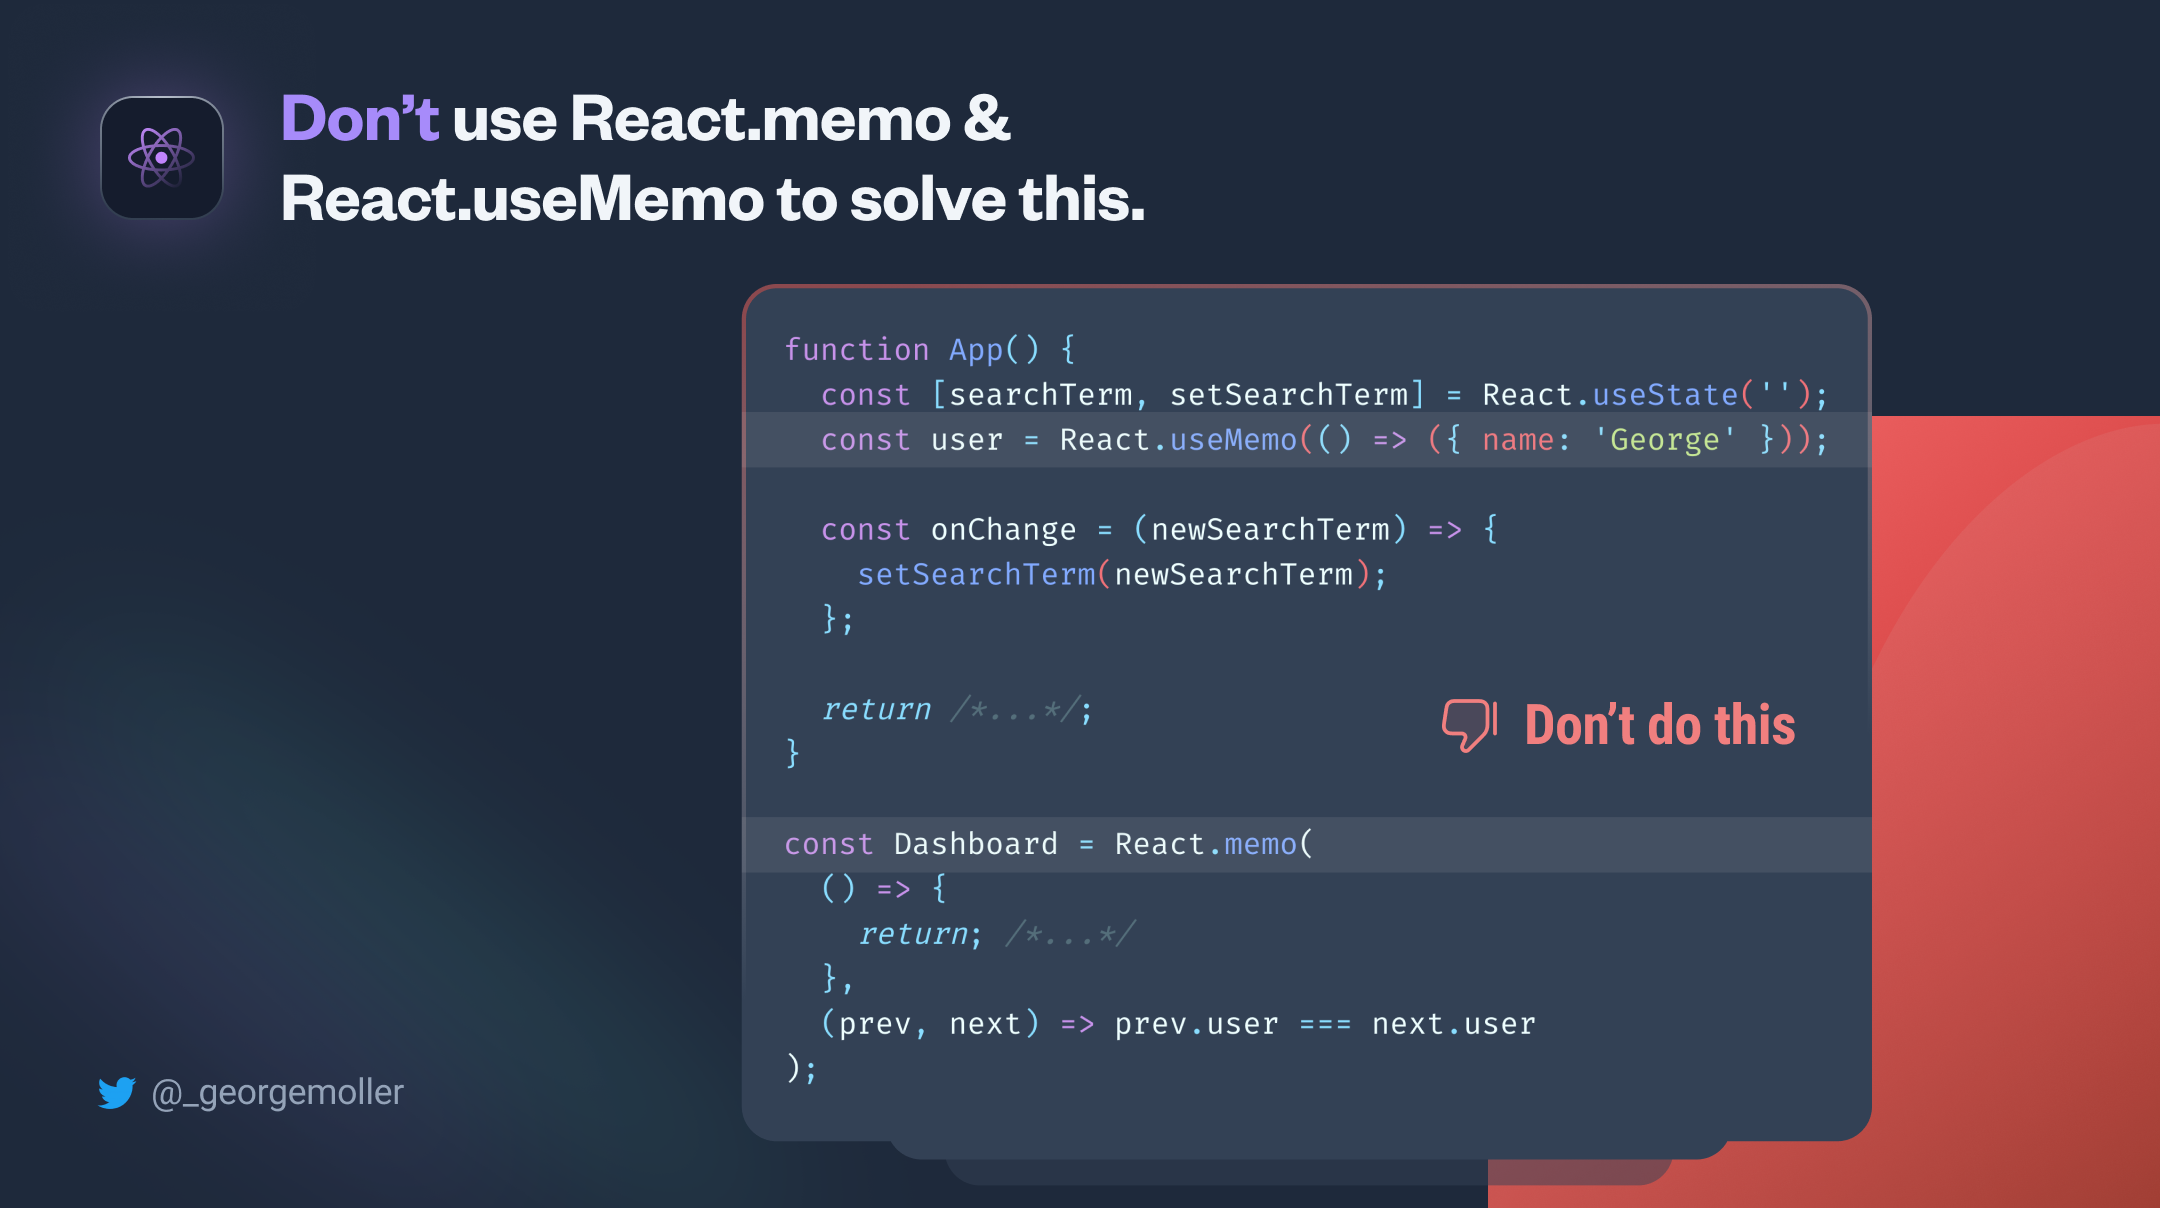 Don’t use React.memo &
React.useMemo to solve this.
function App() {
  const [searchTerm, setSearchTerm] = React.useState('');
  const user = React.useMemo(() => ({ name: 'George' }));

  const onChange = (newSearchTerm) => {
    setSearchTerm(newSearchTerm);
  };

  return /*...*/;
}
Don’t do this

const Dashboard = React.memo(
  () => {
    return; /*...*/
  },
  (prev, next) => prev.user === next.user
);
@_georgemoller